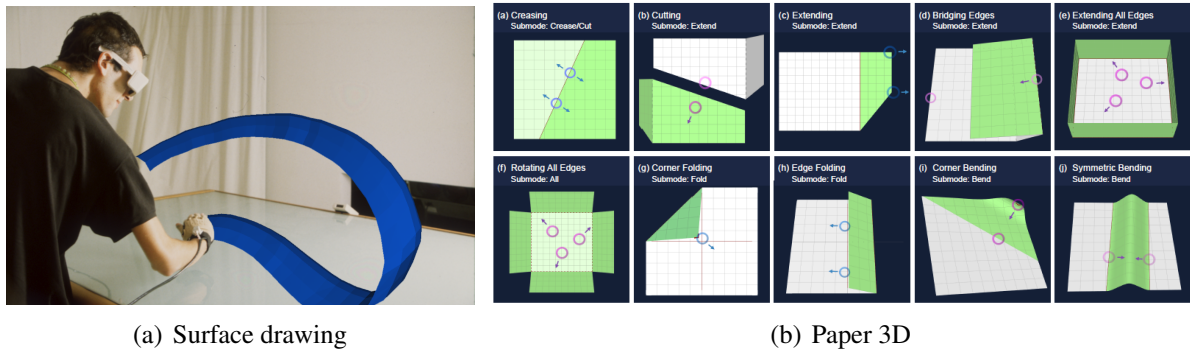 (a) Creasing
Submode: Crease/Cut
(b) Cutting
Submode: Extend
(c) Extending
Submode: Extend
(d) Bridging Edges
Submode: Extend
(e) Extending All Edges
Submode: Extend
(f) Rotating All Edges
Submode: All
(g) Corner Folding
Submode: Fold
(h) Edge Folding
Submode: Fold
(i) Corner Bending
Submode: Bend
(j) Symmetric Bending
Submode: Bend
(a) Surface drawing
(b) Paper 3D